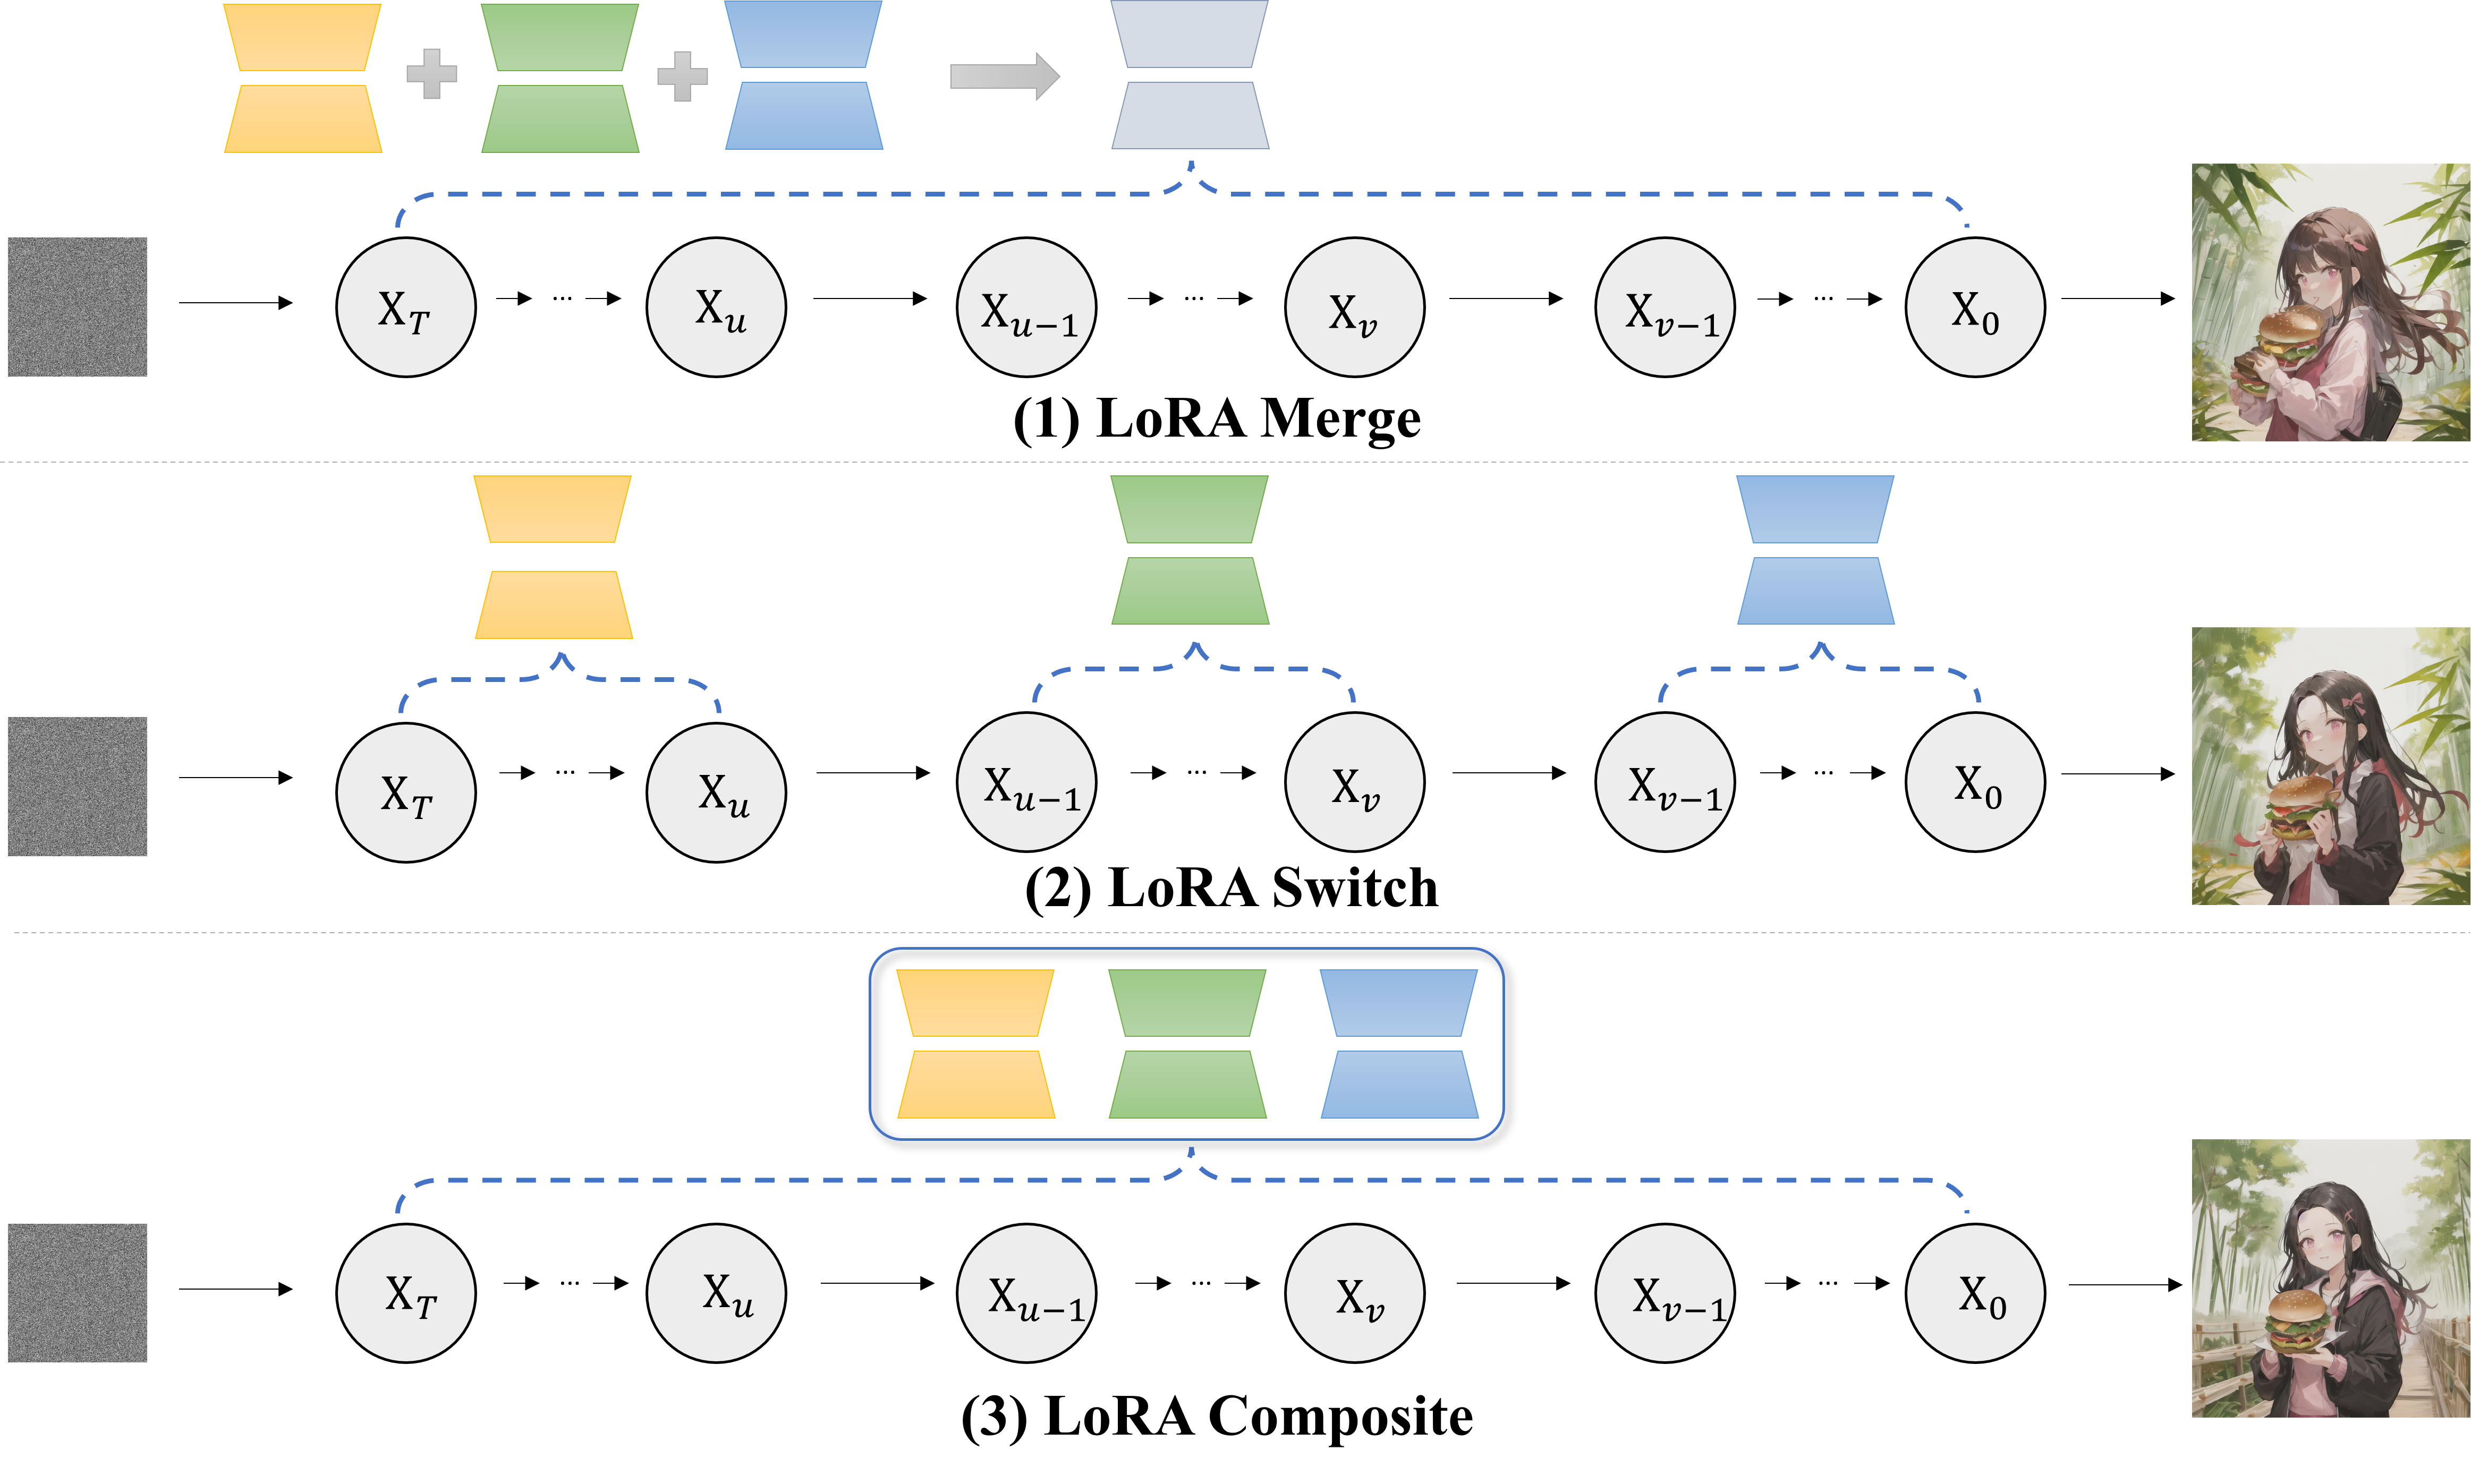 X_T ... X_u X_{u−1} ... X_v X_{v−1} ... X_0
(1) LoRA Merge
X_T ... X_u X_{u−1} ... X_v X_{v−1} ... X_0
(2) LoRA Switch
X_T ... X_u X_{u−1} ... X_v X_{v−1} ... X_0
(3) LoRA Composite